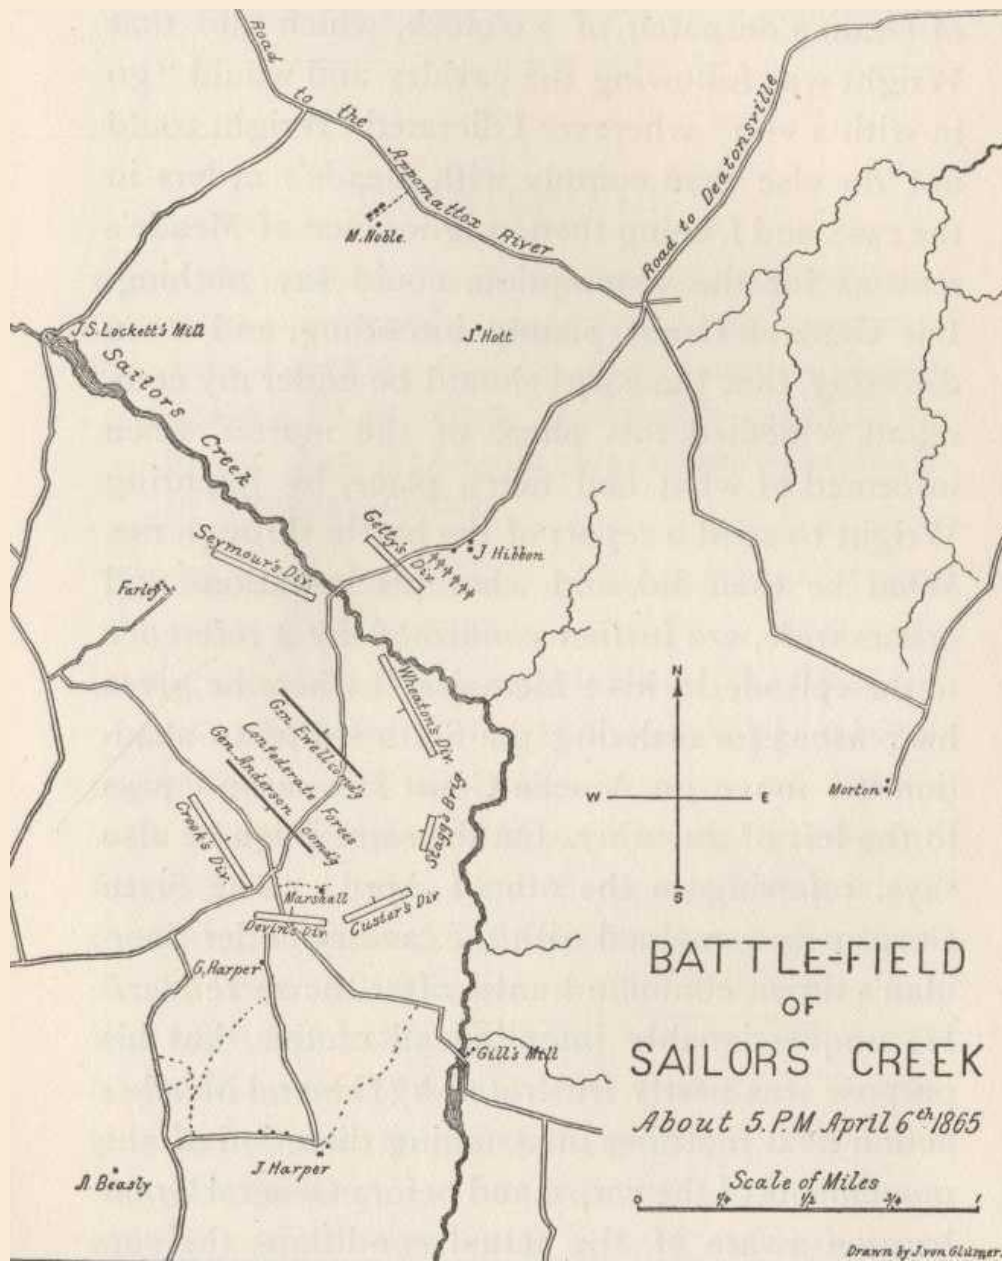 Road to the Appomattox River
Road to Deatonsville
M. Noble.
J. Holt
J.S. Lockett's Mill
Sailors Creek
Getty's Div.
J Hibbon
Seymour's Div.
Farley
Wheaton's Div.
Gen Ewell comd'g
Confederate Forces
Gen Anderson comd'g
Crook's Div.
Stagg's Brig
Marshall
Custer's Div
Devin's Div
G. Harper
Gill's Mill
J. Harper
A. Beasly
Morton
N
W
E
S
BATTLE-FIELD
OF
SAILORS CREEK
About 5. P.M. April 6th 1865
Scale of Miles
0 1/4 1/2 3/4 1
Drawn by J. von Glümer.